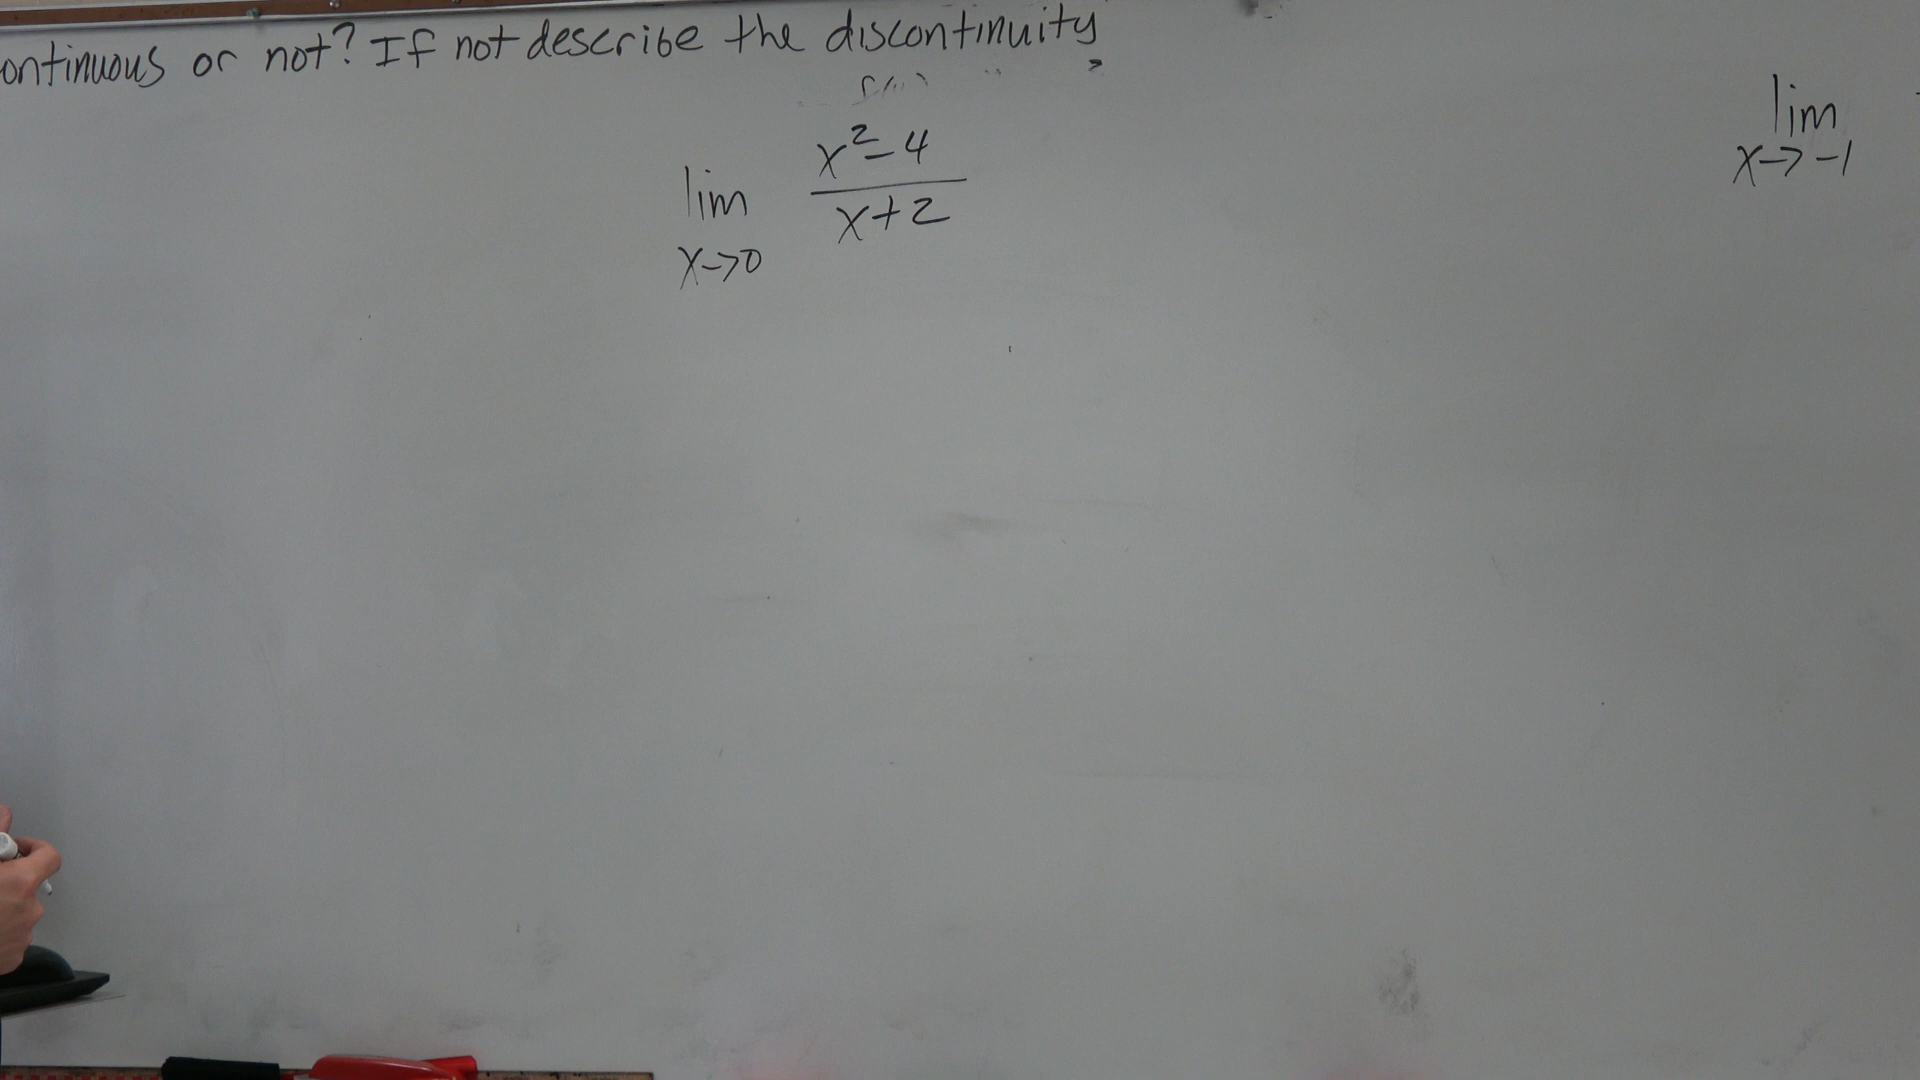 ontinuous or not? If not describe the discontinuity
lim x²-4
x+2
x→0
lim
x→-1